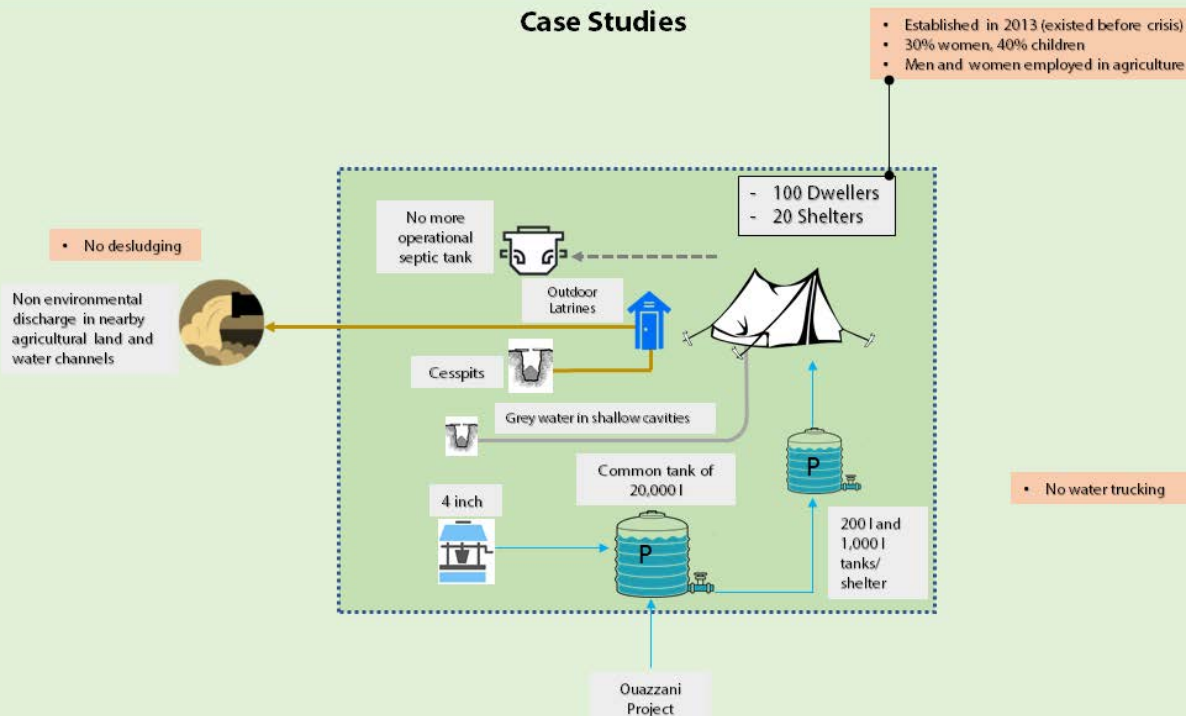 Case Studies
• Established in 2013 (existed before crisis)
• 30% women, 40% children
• Men and women employed in agriculture
- 100 Dwellers
- 20 Shelters
No more
operational
septic tank
• No desludging
Outdoor
Latrines
Non environmental
discharge in nearby
agricultural land and
water channels
Cesspits
Grey water in shallow cavities
Common tank of
20,000 l
P
4 inch
• No water trucking
P
200 l and
1,000 l
tanks/
shelter
Ouazzani
Project